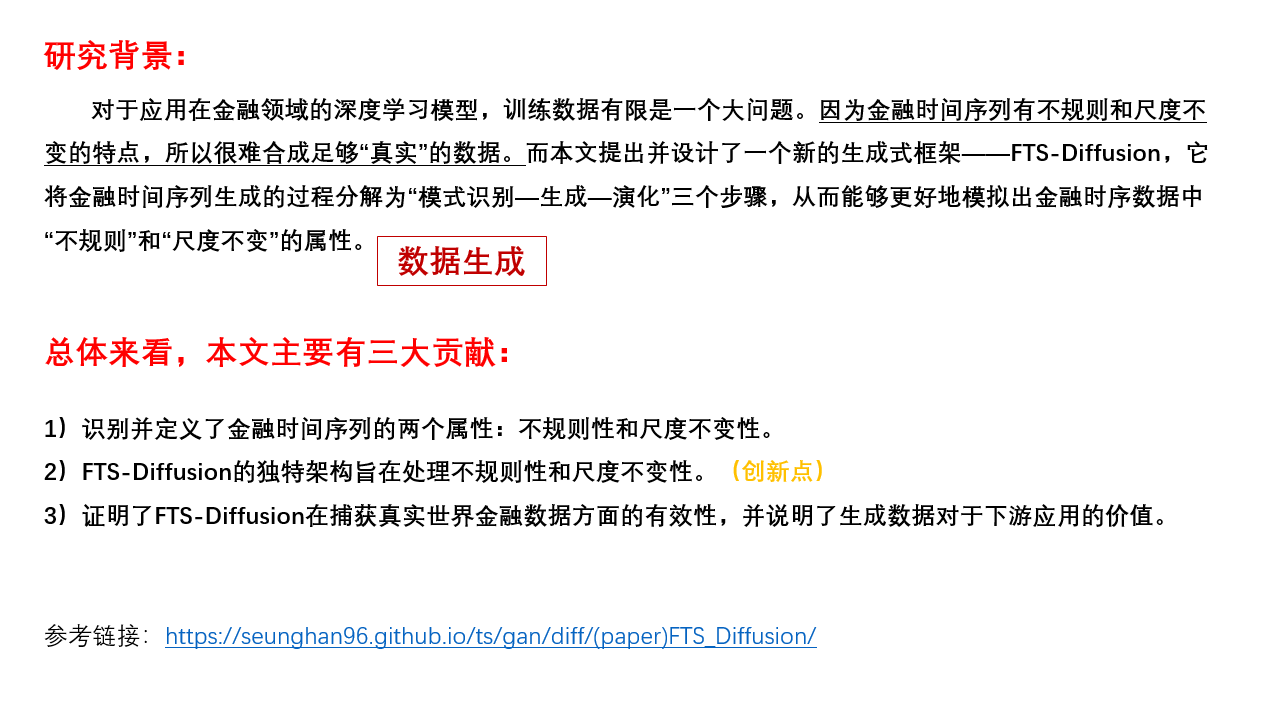 研究背景：
对于应用在金融领域的深度学习模型，训练数据有限是一个大问题。因为金融时间序列有不规则和尺度不
变的特点，所以很难合成足够“真实”的数据。而本文提出并设计了一个新的生成式框架——FTS-Diffusion，它
将金融时间序列生成的过程分解为“模式识别—生成—演化”三个步骤，从而能够更好地模拟出金融时序数据中
“不规则”和“尺度不变”的属性。
数据生成
总体来看，本文主要有三大贡献：
1）识别并定义了金融时间序列的两个属性：不规则性和尺度不变性。
2）FTS-Diffusion的独特架构旨在处理不规则性和尺度不变性。（创新点）
3）证明了FTS-Diffusion在捕获真实世界金融数据方面的有效性，并说明了生成数据对于下游应用的价值。
参考链接：https://seunghan96.github.io/ts/gan/diff/(paper)FTS_Diffusion/